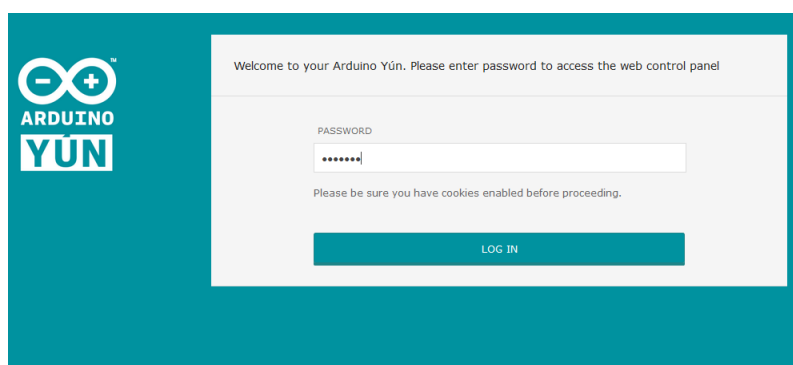 Welcome to your Arduino Yún. Please enter password to access the web control panel
™
ARDUINO
YÚN
PASSWORD
•••••••
Please be sure you have cookies enabled before proceeding.
LOG IN